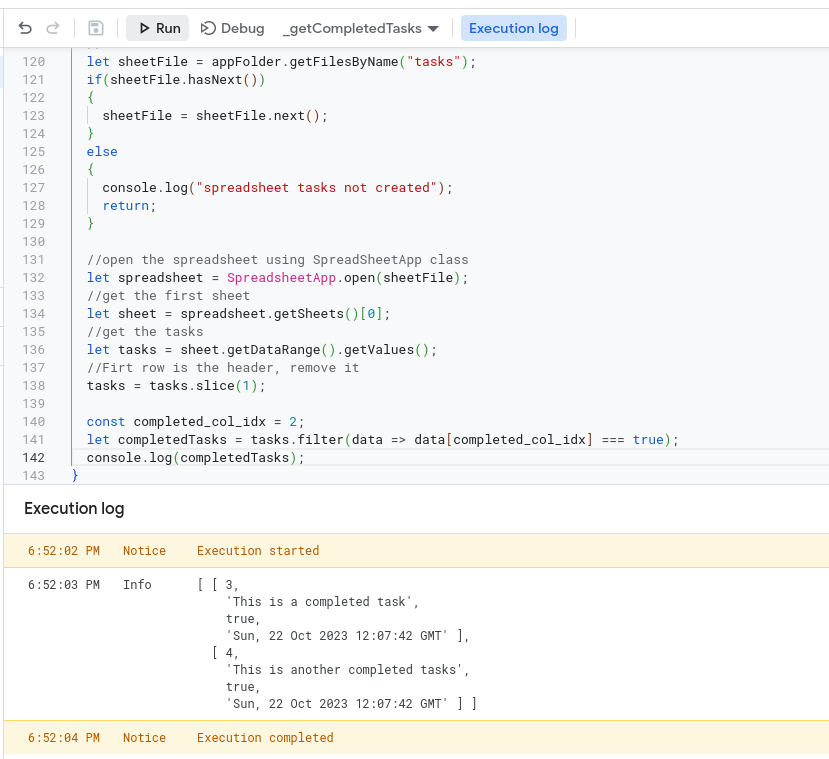 Run Debug _getCompletedTasks Execution log
120 let sheetFile = appFolder.getFilesByName("tasks");
121 if(sheetFile.hasNext())
122 {
123 sheetFile = sheetFile.next();
124 }
125 else
126 {
127 console.log("spreadsheet tasks not created");
128 return;
129 }
130
131 //open the spreadsheet using SpreadSheetApp class
132 let spreadsheet = SpreadsheetApp.open(sheetFile);
133 //get the first sheet
134 let sheet = spreadsheet.getSheets()[0];
135 //get the tasks
136 let tasks = sheet.getDataRange().getValues();
137 //Firt row is the header, remove it
138 tasks = tasks.slice(1);
139
140 const completed_col_idx = 2;
141 let completedTasks = tasks.filter(data => data[completed_col_idx] === true);
142 console.log(completedTasks);
143 }
Execution log
6:52:02 PM Notice Execution started
6:52:03 PM Info [ [ 3,
'This is a completed task',
true,
'Sun, 22 Oct 2023 12:07:42 GMT' ],
[ 4,
'This is another completed tasks',
true,
'Sun, 22 Oct 2023 12:07:42 GMT' ] ]
6:52:04 PM Notice Execution completed